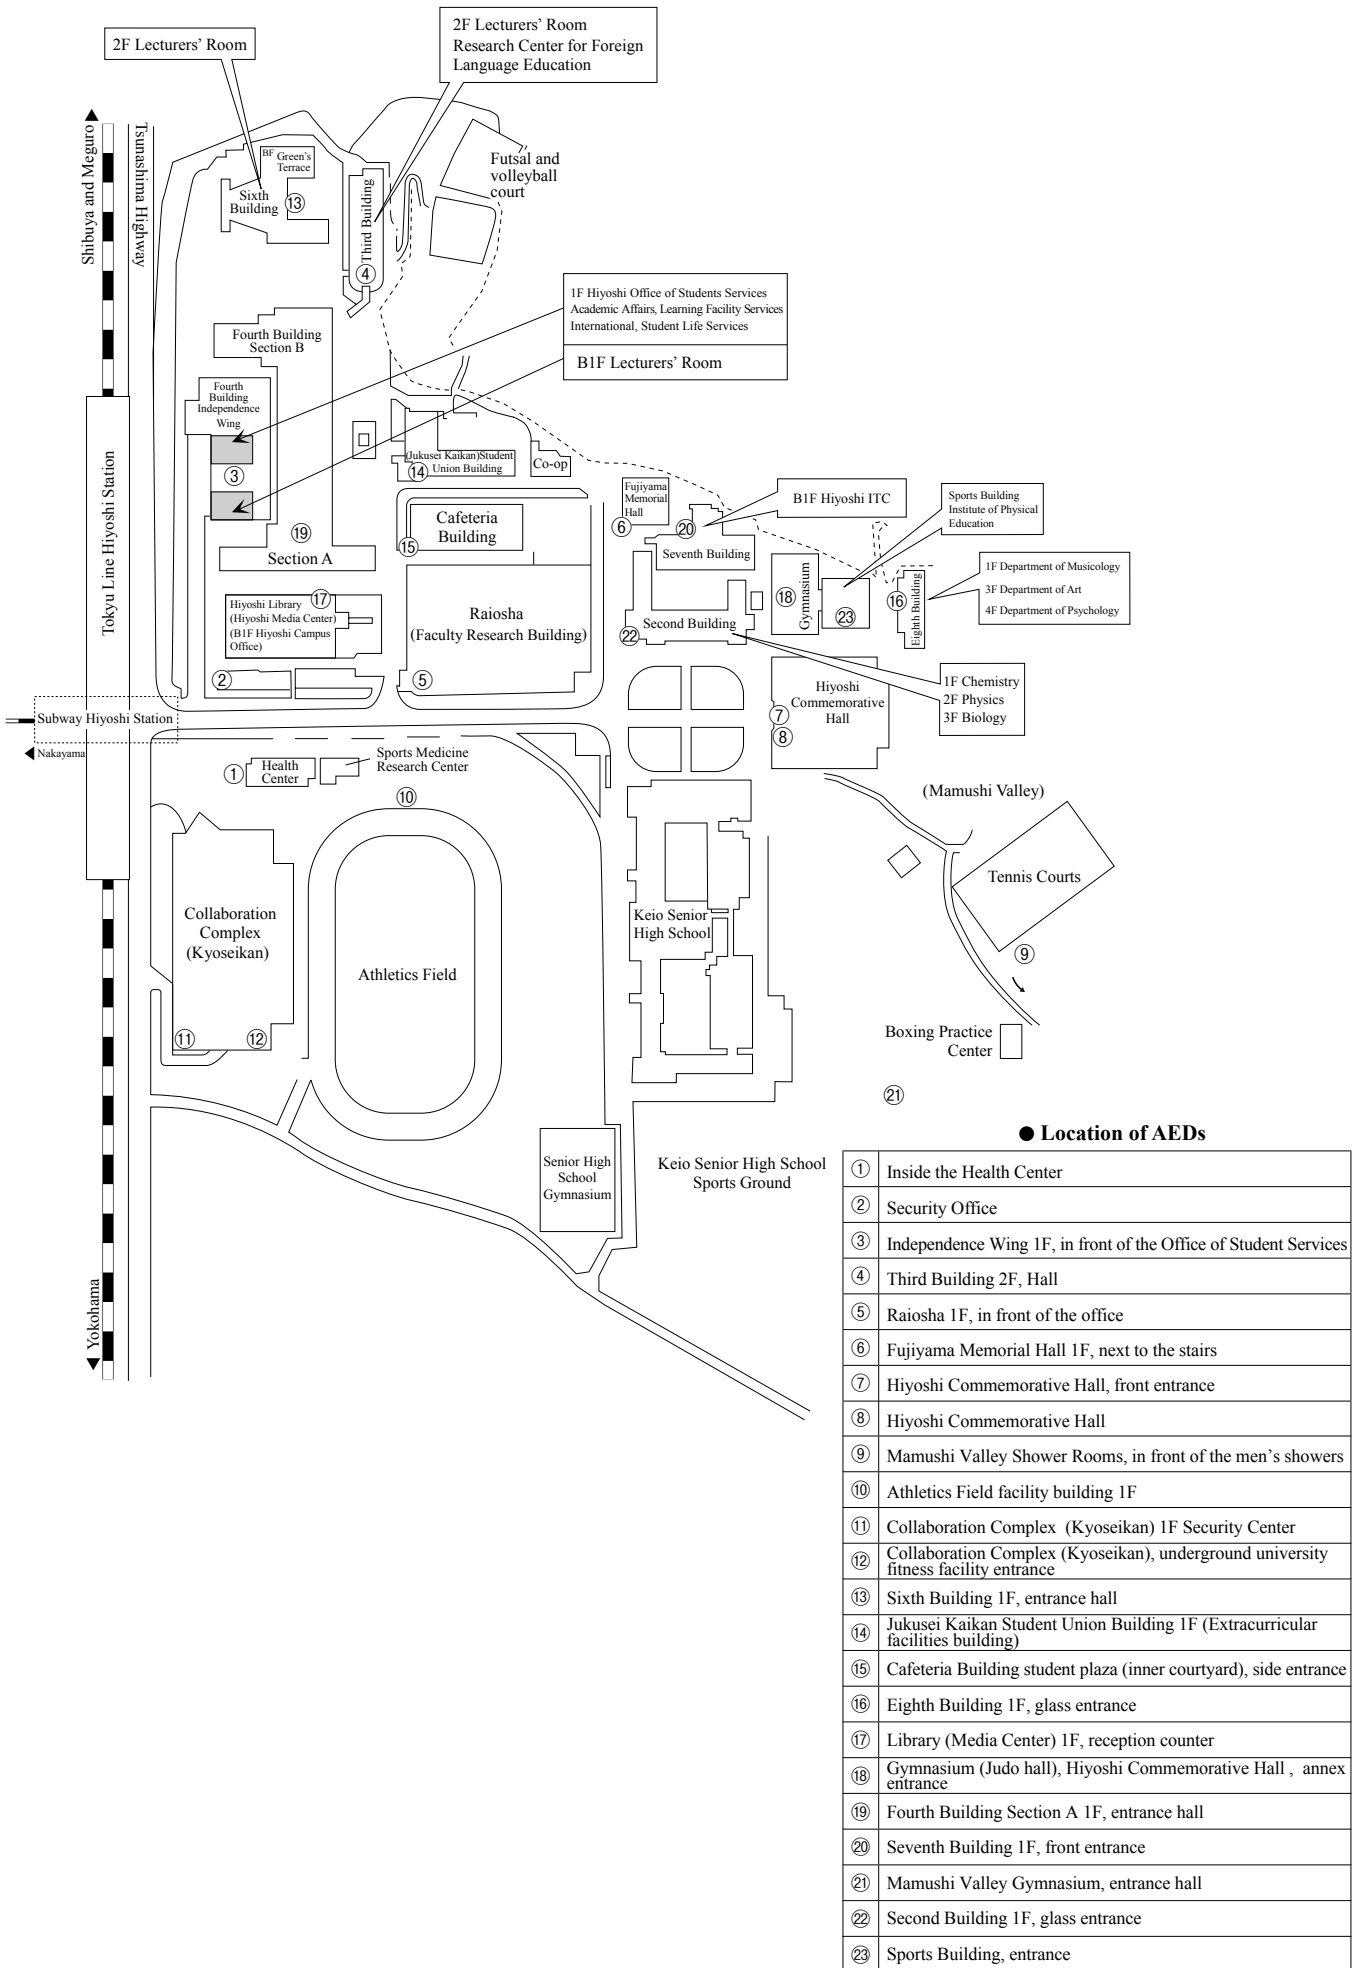 2F Lecturers' Room
2F Lecturers' Room
Research Center for Foreign
Language Education
Shibuya and Meguro
Tsunashima Highway
BF Green's
Terrace
Sixth
Building
⑬
Third Building
④
Futsal and
volleyball
court
1F Hiyoshi Office of Students Services
Academic Affairs, Learning Facility Services
International, Student Life Services
B1F Lecturers' Room
Fourth Building
Section B
Fourth
Building
Independence
Wing
③
⑲
Section A
(Jukusei Kaikan)Student
Union Building
⑭
Co-op
Cafeteria
Building
⑮
Fujiyama
Memorial
Hall
⑥
⑳
Seventh Building
B1F Hiyoshi ITC
Sports Building
Institute of Physical
Education
1F Department of Musicology
3F Department of Art
4F Department of Psychology
Gymnasium
⑱
㉓
⑯
Eighth Building
Second Building
㉒
1F Chemistry
2F Physics
3F Biology
Tokyu Line Hiyoshi Station
Hiyoshi Library
(Hiyoshi Media Center)
(B1F Hiyoshi Campus
Office)
⑰
②
Raiosha
(Faculty Research Building)
⑤
Hiyoshi
Commemorative
Hall
⑦
⑧
Subway Hiyoshi Station
Nakayama
①
Health
Center
Sports Medicine
Research Center
⑩
(Mamushi Valley)
Tennis Courts
⑨
Collaboration
Complex
(Kyoseikan)
⑪
⑫
Athletics Field
Keio Senior
High School
Boxing Practice
Center
㉑
Senior High
School
Gymnasium
Keio Senior High School
Sports Ground
Yokohama
● Location of AEDs
① Inside the Health Center
② Security Office
③ Independence Wing 1F, in front of the Office of Student Services
④ Third Building 2F, Hall
⑤ Raiosha 1F, in front of the office
⑥ Fujiyama Memorial Hall 1F, next to the stairs
⑦ Hiyoshi Commemorative Hall, front entrance
⑧ Hiyoshi Commemorative Hall
⑨ Mamushi Valley Shower Rooms, in front of the men's showers
⑩ Athletics Field facility building 1F
⑪ Collaboration Complex (Kyoseikan) 1F Security Center
⑫ Collaboration Complex (Kyoseikan), underground university
fitness facility entrance
⑬ Sixth Building 1F, entrance hall
⑭ Jukusei Kaikan Student Union Building 1F (Extracurricular
facilities building)
⑮ Cafeteria Building student plaza (inner courtyard), side entrance
⑯ Eighth Building 1F, glass entrance
⑰ Library (Media Center) 1F, reception counter
⑱ Gymnasium (Judo hall), Hiyoshi Commemorative Hall , annex
entrance
⑲ Fourth Building Section A 1F, entrance hall
⑳ Seventh Building 1F, front entrance
㉑ Mamushi Valley Gymnasium, entrance hall
㉒ Second Building 1F, glass entrance
㉓ Sports Building, entrance